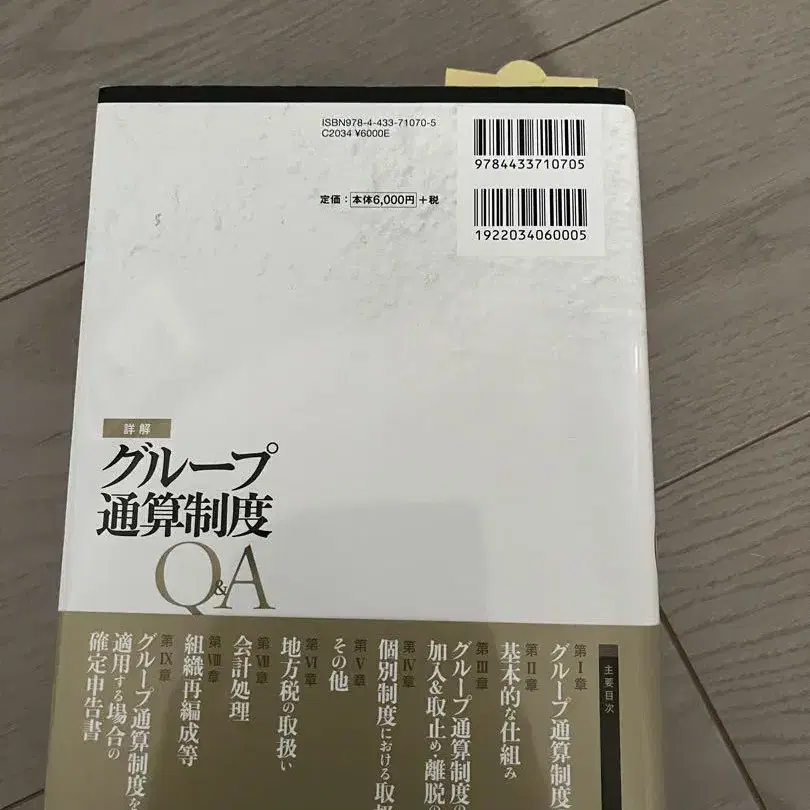 ISBN978-4-433-71070-5
C2034 ¥6000E
定価：本体6,000円＋税
9784433710705
1922034060005
詳解
グループ
通算制度
Q&A
主要目次
第Ⅰ章
グループ通算制度
第Ⅱ章
基本的な仕組み
第Ⅲ章
グループ通算制度の
加入&取止め・離脱の
第Ⅳ章
個別制度における取扱
第Ⅴ章
その他
第Ⅵ章
地方税の取扱い
第Ⅶ章
会計処理
第Ⅷ章
組織再編成等
第Ⅸ章
グループ通算制度を
適用する場合の
確定申告書